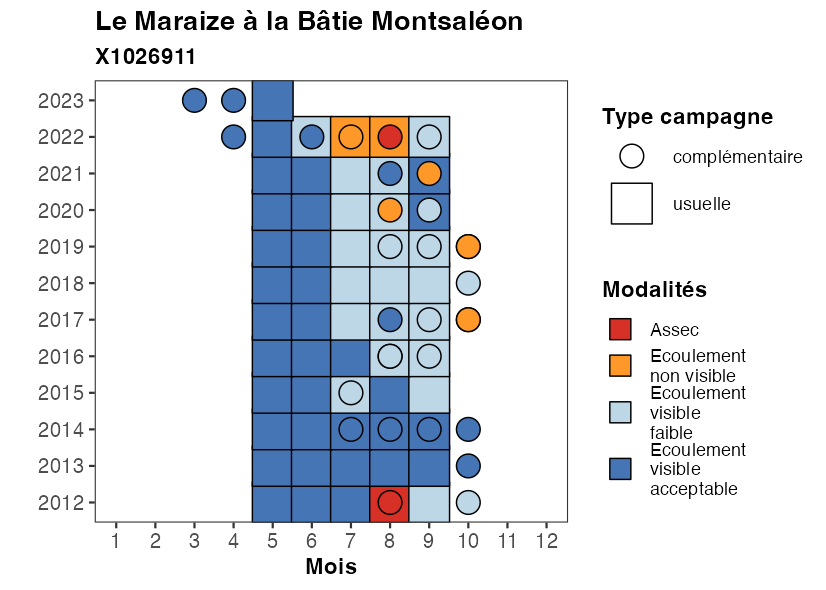 Le Maraize à la Bâtie Montsaléon
X1026911
2023
2022
2021
2020
2019
2018
2017
2016
2015
2014
2013
2012
1 2 3 4 5 6 7 8 9 10 11 12
Mois
Type campagne
complémentaire
usuelle
Modalités
Assec
Ecoulement
non visible
Ecoulement
visible
faible
Ecoulement
visible
acceptable